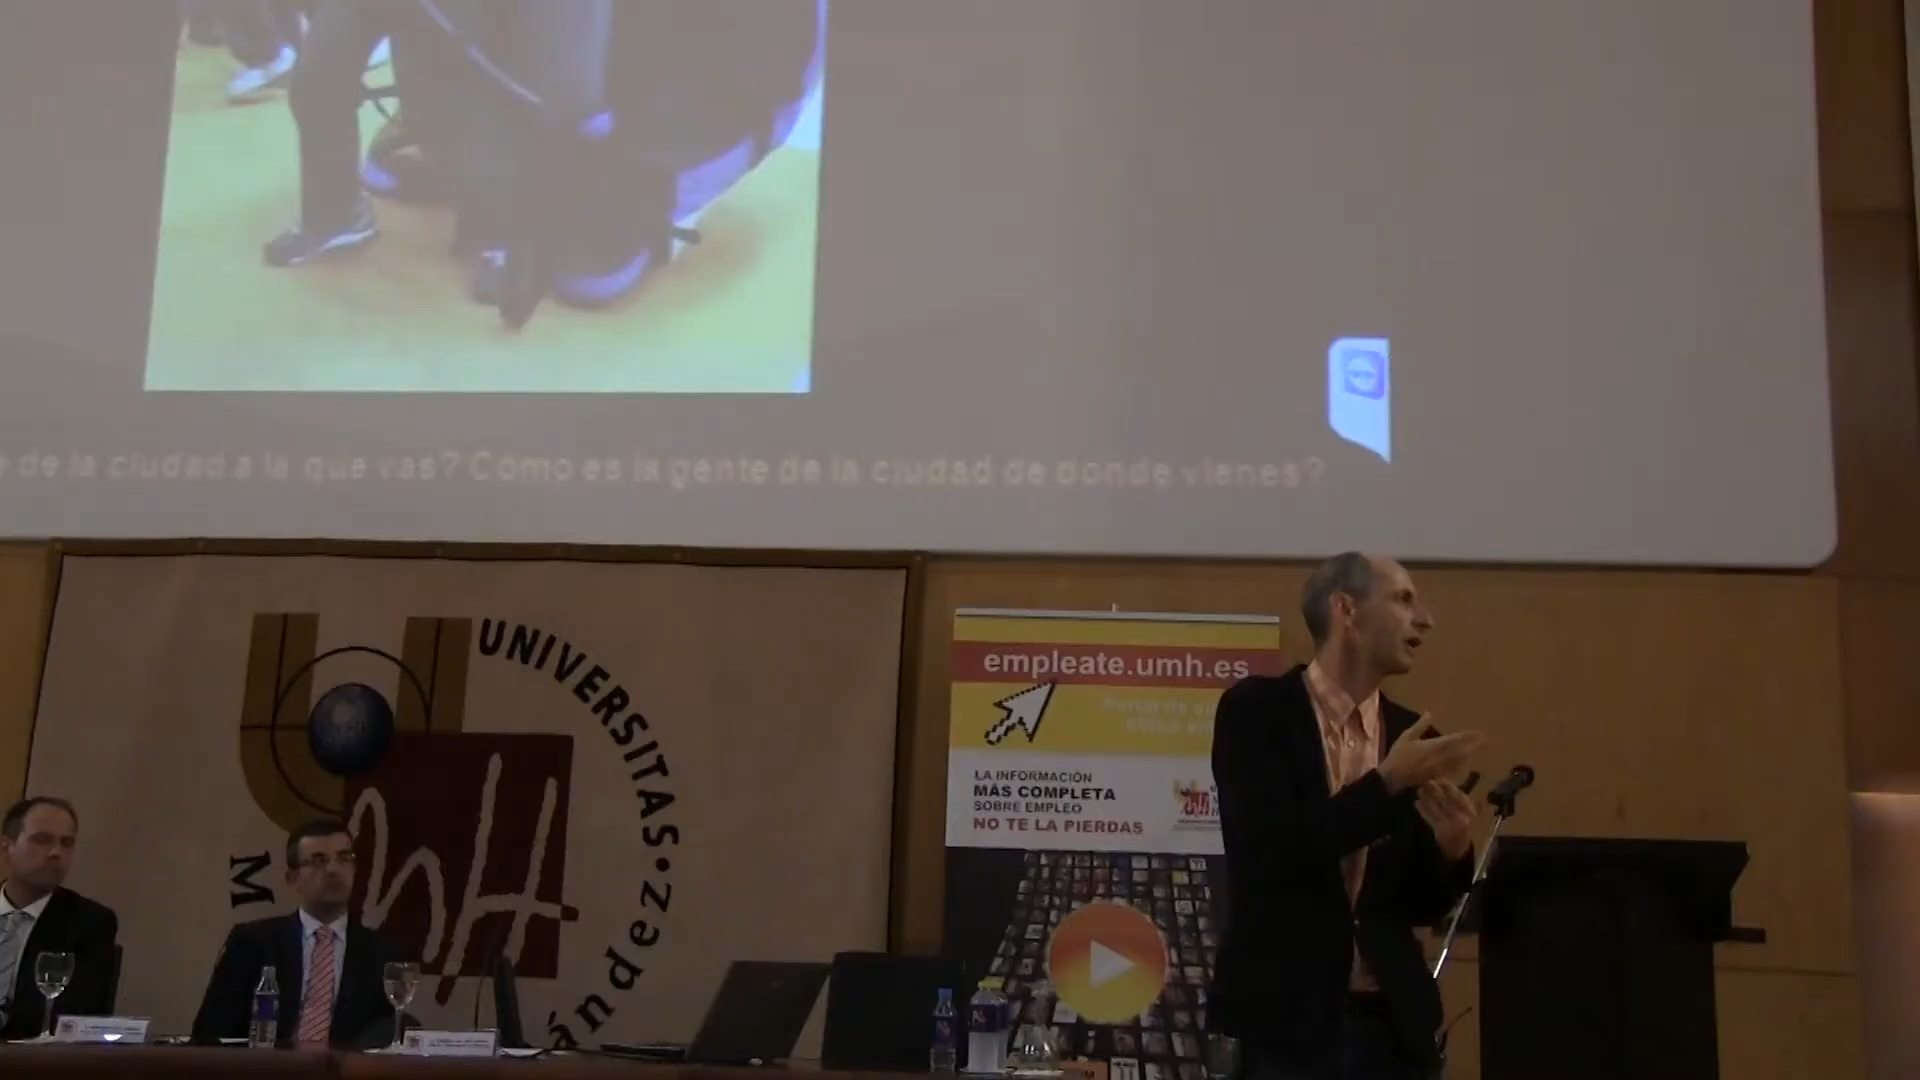 de la ciudad a la que vas? Como es la gente de la ciudad de donde vienes?
UNIVERSITAS
M
ández
empleate.umh.es
LA INFORMACIÓN
MÁS COMPLETA
SOBRE EMPLEO
NO TE LA PIERDAS